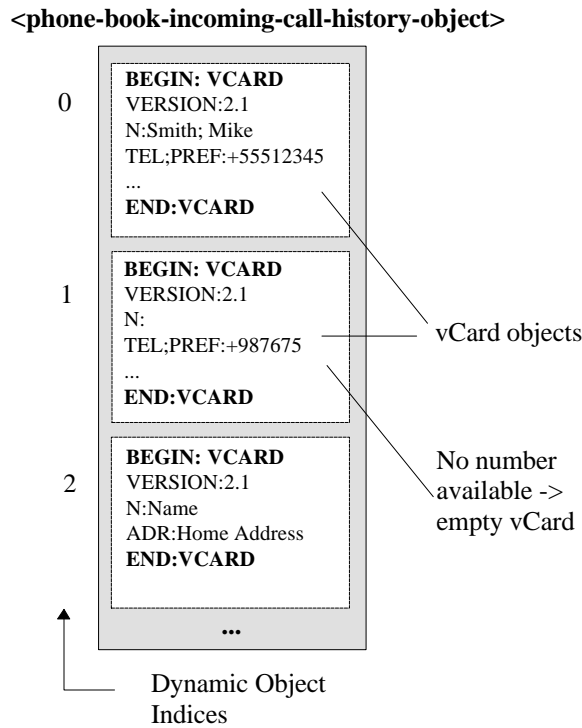 <phone-book-incoming-call-history-object>
0
BEGIN: VCARD
VERSION:2.1
N:Smith; Mike
TEL;PREF:+55512345
...
END:VCARD
1
BEGIN: VCARD
VERSION:2.1
N:
TEL;PREF:+987675
...
END:VCARD
vCard objects
2
BEGIN: VCARD
VERSION:2.1
N:Name
ADR:Home Address
END:VCARD
No number
available ->
empty vCard
...
Dynamic Object
Indices